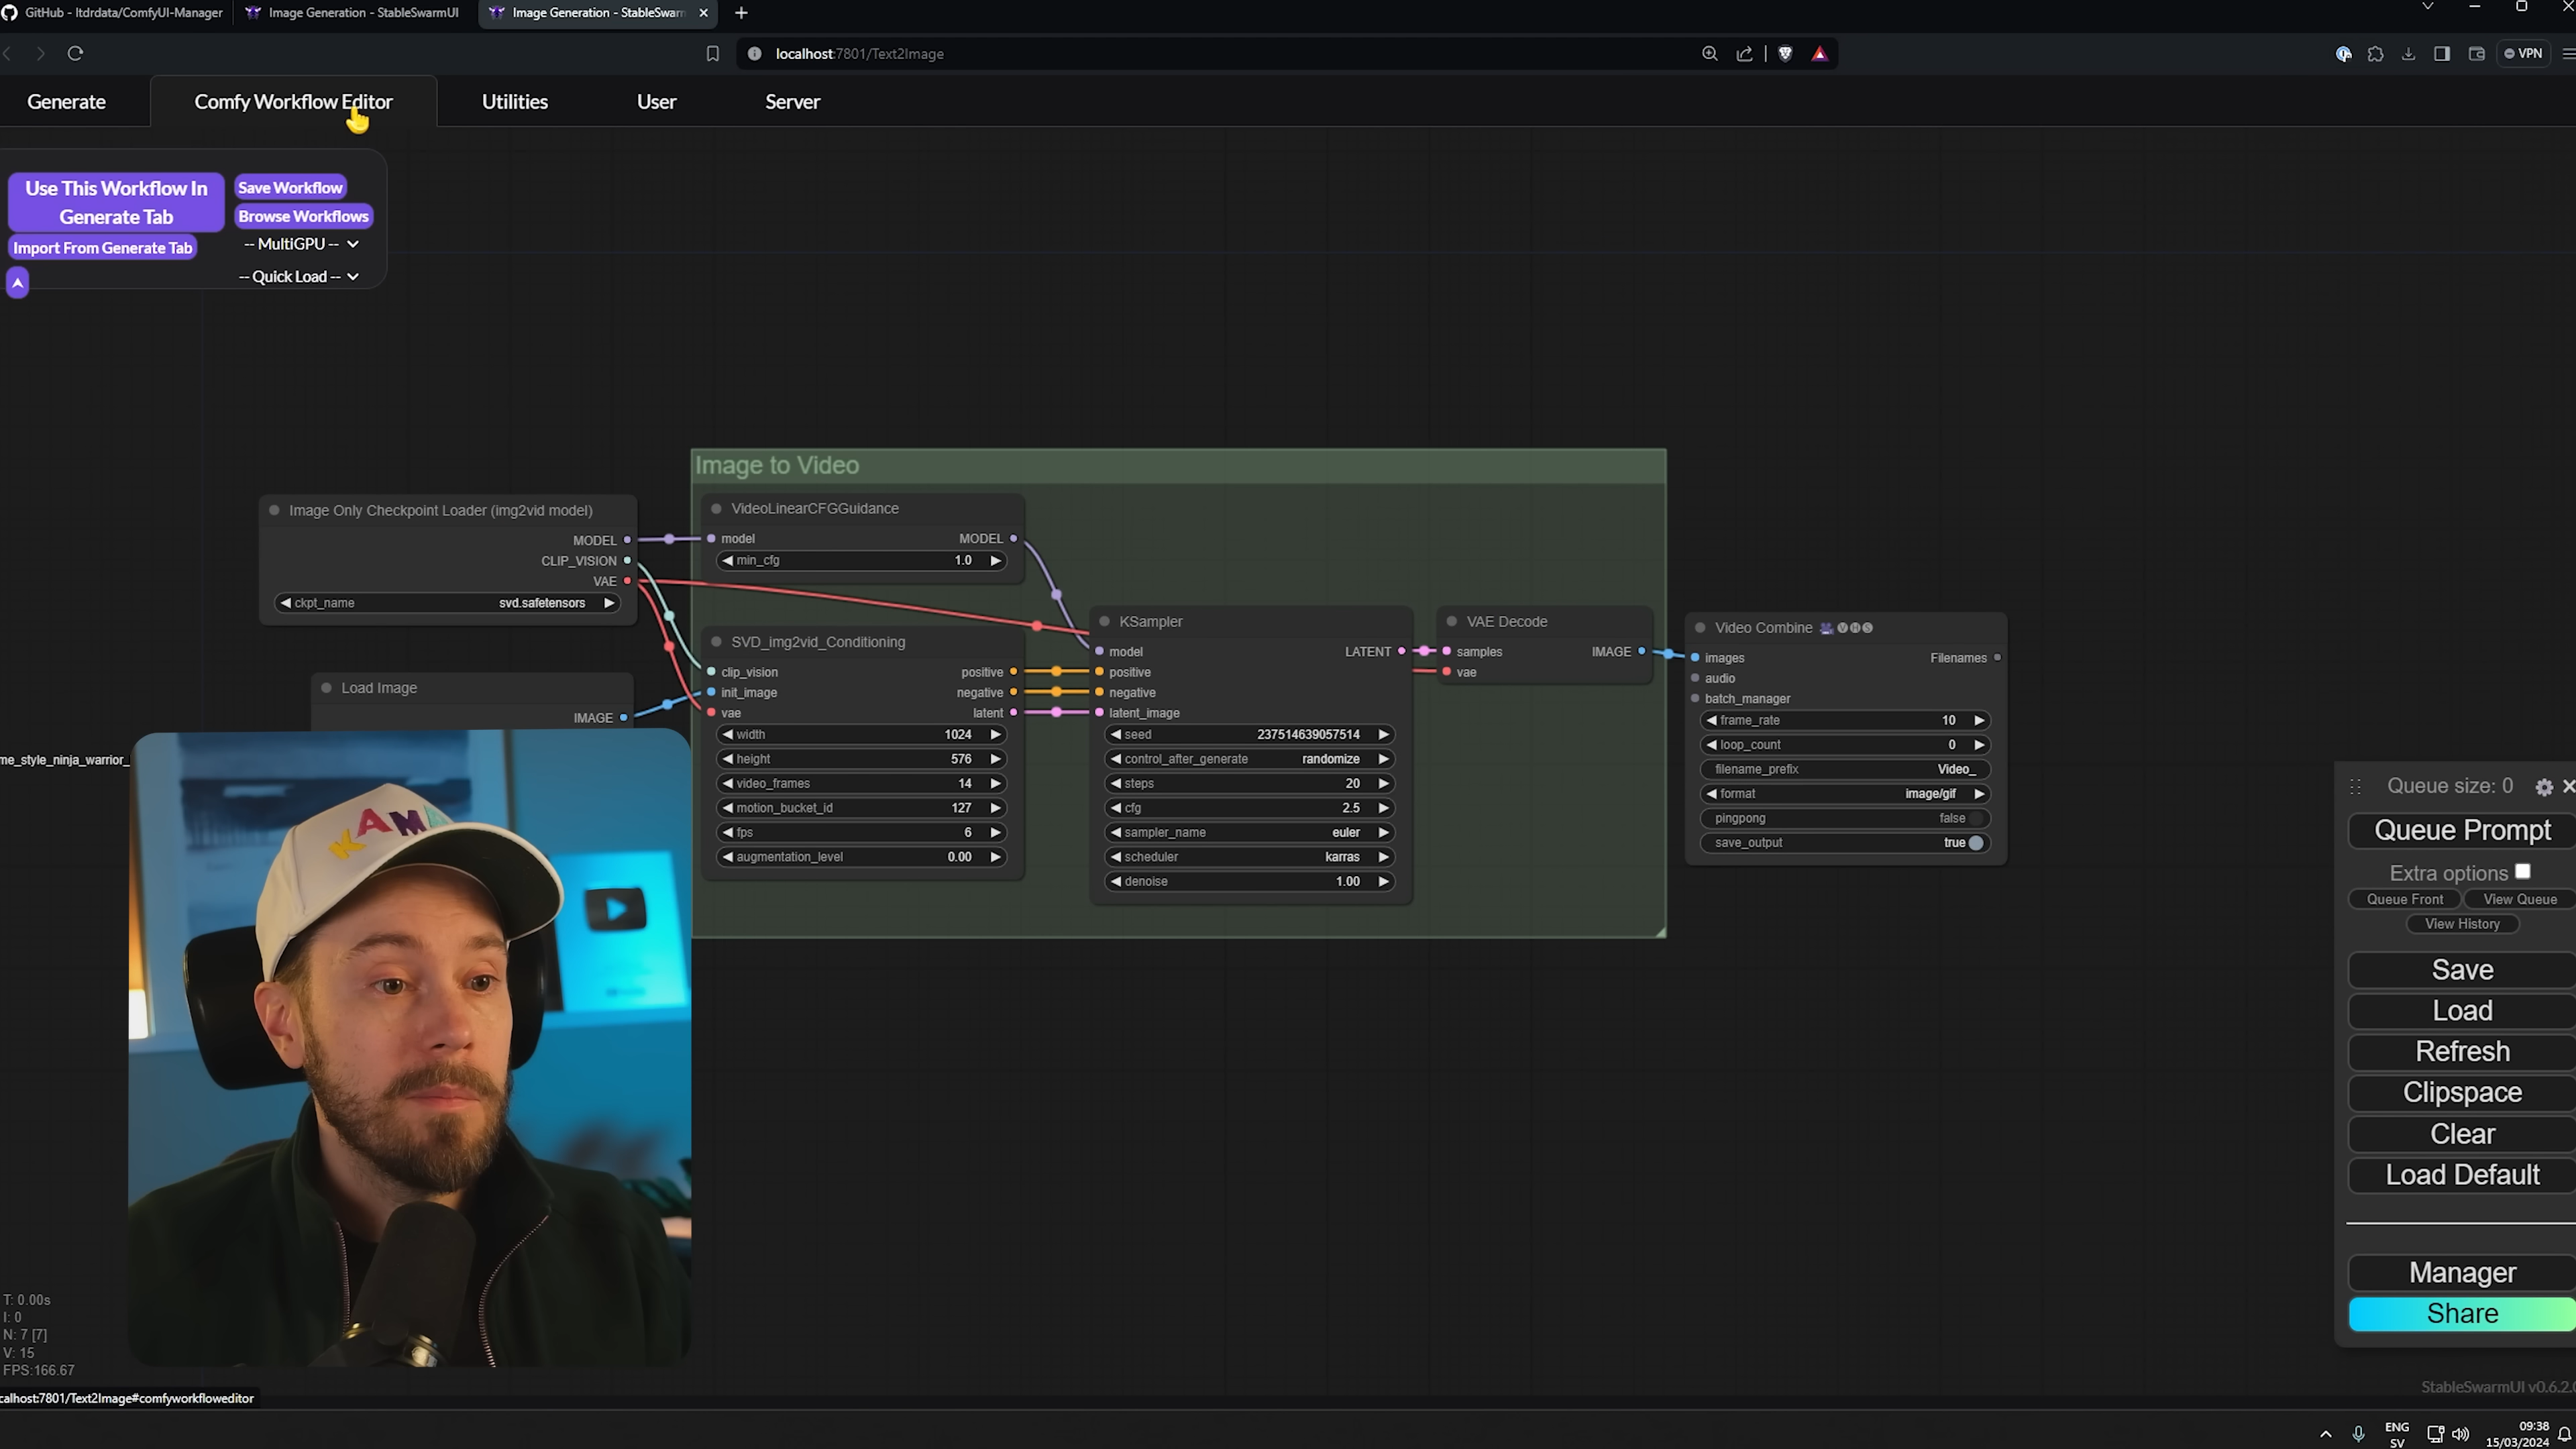 GitHub - ltdrdata/ComfyUI-Manager
Image Generation - StableSwarmUI
Image Generation - StableSwarm
localhost:7801/Text2Image
VPN
Generate
Comfy Workflow Editor
Utilities
User
Server
Use This Workflow In
Generate Tab
Save Workflow
Browse Workflows
Import From Generate Tab
-- MultiGPU --
-- Quick Load --
Image to Video
Image Only Checkpoint Loader (img2vid model)
MODEL
CLIP_VISION
VAE
ckpt_name svd.safetensors
Load Image
IMAGE
me_style_ninja_warrior_
VideoLinearCFGGuidance
model MODEL
min_cfg 1.0
SVD_img2vid_Conditioning
clip_vision positive
init_image negative
vae latent
width 1024
height 576
video_frames 14
motion_bucket_id 127
fps 6
augmentation_level 0.00
KSampler
model LATENT
positive
negative
latent_image
seed 237514639057514
control_after_generate randomize
steps 20
cfg 2.5
sampler_name euler
scheduler karras
denoise 1.00
VAE Decode
samples IMAGE
vae
Video Combine VHS
images Filenames
audio
batch_manager
frame_rate 10
loop_count 0
filename_prefix Video_
format image/gif
pingpong false
save_output true
Queue size: 0
Queue Prompt
Extra options
Queue Front View Queue
View History
Save
Load
Refresh
Clipspace
Clear
Load Default
Manager
Share
KAMA
T: 0.00s
I: 0
N: 7 [7]
V: 15
FPS:166.67
calhost:7801/Text2Image#comfyworkfloweditor
StableSwarmUI v0.6.2.0
ENG
SV
09:38
15/03/2024